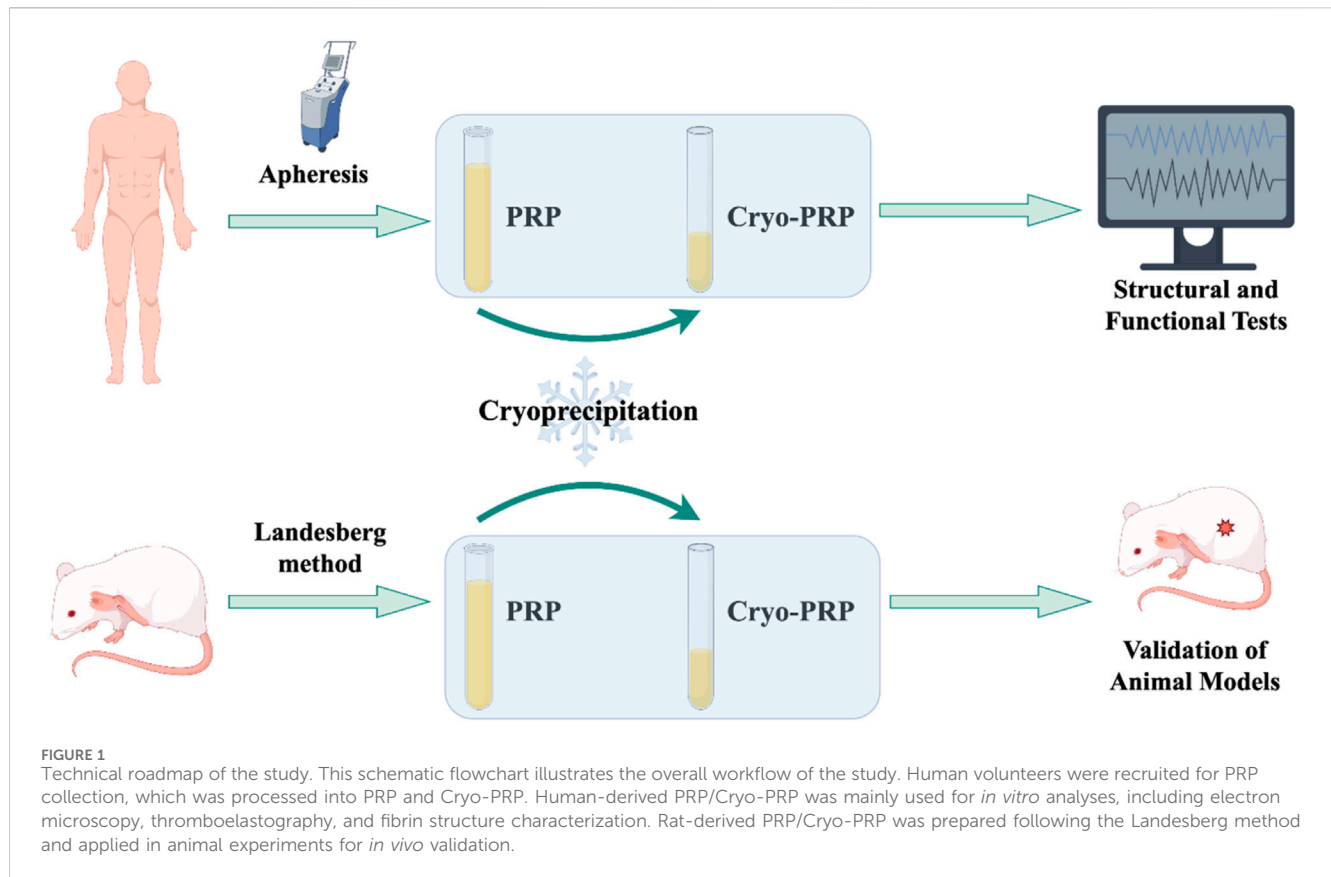 Apheresis
PRP
Cryo-PRP
Structural and
Functional Tests
Cryoprecipitation
Landesberg
method
PRP
Cryo-PRP
Validation of
Animal Models
FIGURE 1
Technical roadmap of the study. This schematic flowchart illustrates the overall workflow of the study. Human volunteers were recruited for PRP
collection, which was processed into PRP and Cryo-PRP. Human-derived PRP/Cryo-PRP was mainly used for in vitro analyses, including electron
microscopy, thromboelastography, and fibrin structure characterization. Rat-derived PRP/Cryo-PRP was prepared following the Landesberg method
and applied in animal experiments for in vivo validation.